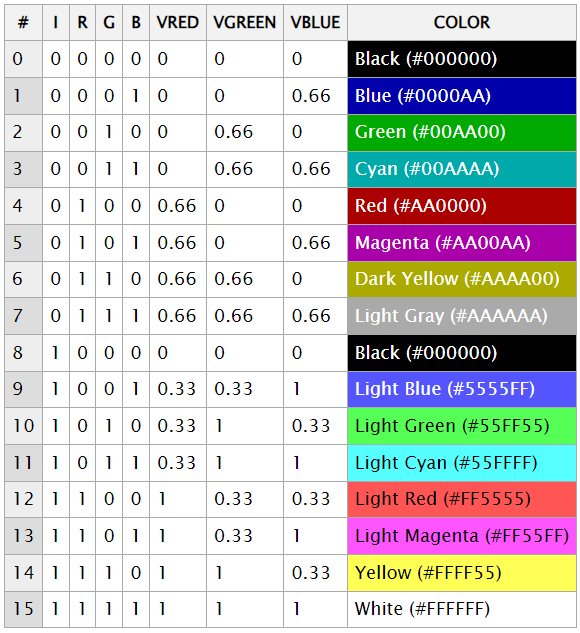 # I R G B VRED VGREEN VBLUE COLOR
0 0 0 0 0 0 0 0 Black (#000000)
1 0 0 0 1 0 0 0.66 Blue (#0000AA)
2 0 0 1 0 0 0.66 0 Green (#00AA00)
3 0 0 1 1 0 0.66 0.66 Cyan (#00AAAA)
4 0 1 0 0 0.66 0 0 Red (#AA0000)
5 0 1 0 1 0.66 0 0.66 Magenta (#AA00AA)
6 0 1 1 0 0.66 0.66 0 Dark Yellow (#AAAA00)
7 0 1 1 1 0.66 0.66 0.66 Light Gray (#AAAAAA)
8 1 0 0 0 0 0 0 Black (#000000)
9 1 0 0 1 0.33 0.33 1 Light Blue (#5555FF)
10 1 0 1 0 0.33 1 0.33 Light Green (#55FF55)
11 1 0 1 1 0.33 1 1 Light Cyan (#55FFFF)
12 1 1 0 0 1 0.33 0.33 Light Red (#FF5555)
13 1 1 0 1 1 0.33 1 Light Magenta (#FF55FF)
14 1 1 1 0 1 1 0.33 Yellow (#FFFF55)
15 1 1 1 1 1 1 1 White (#FFFFFF)